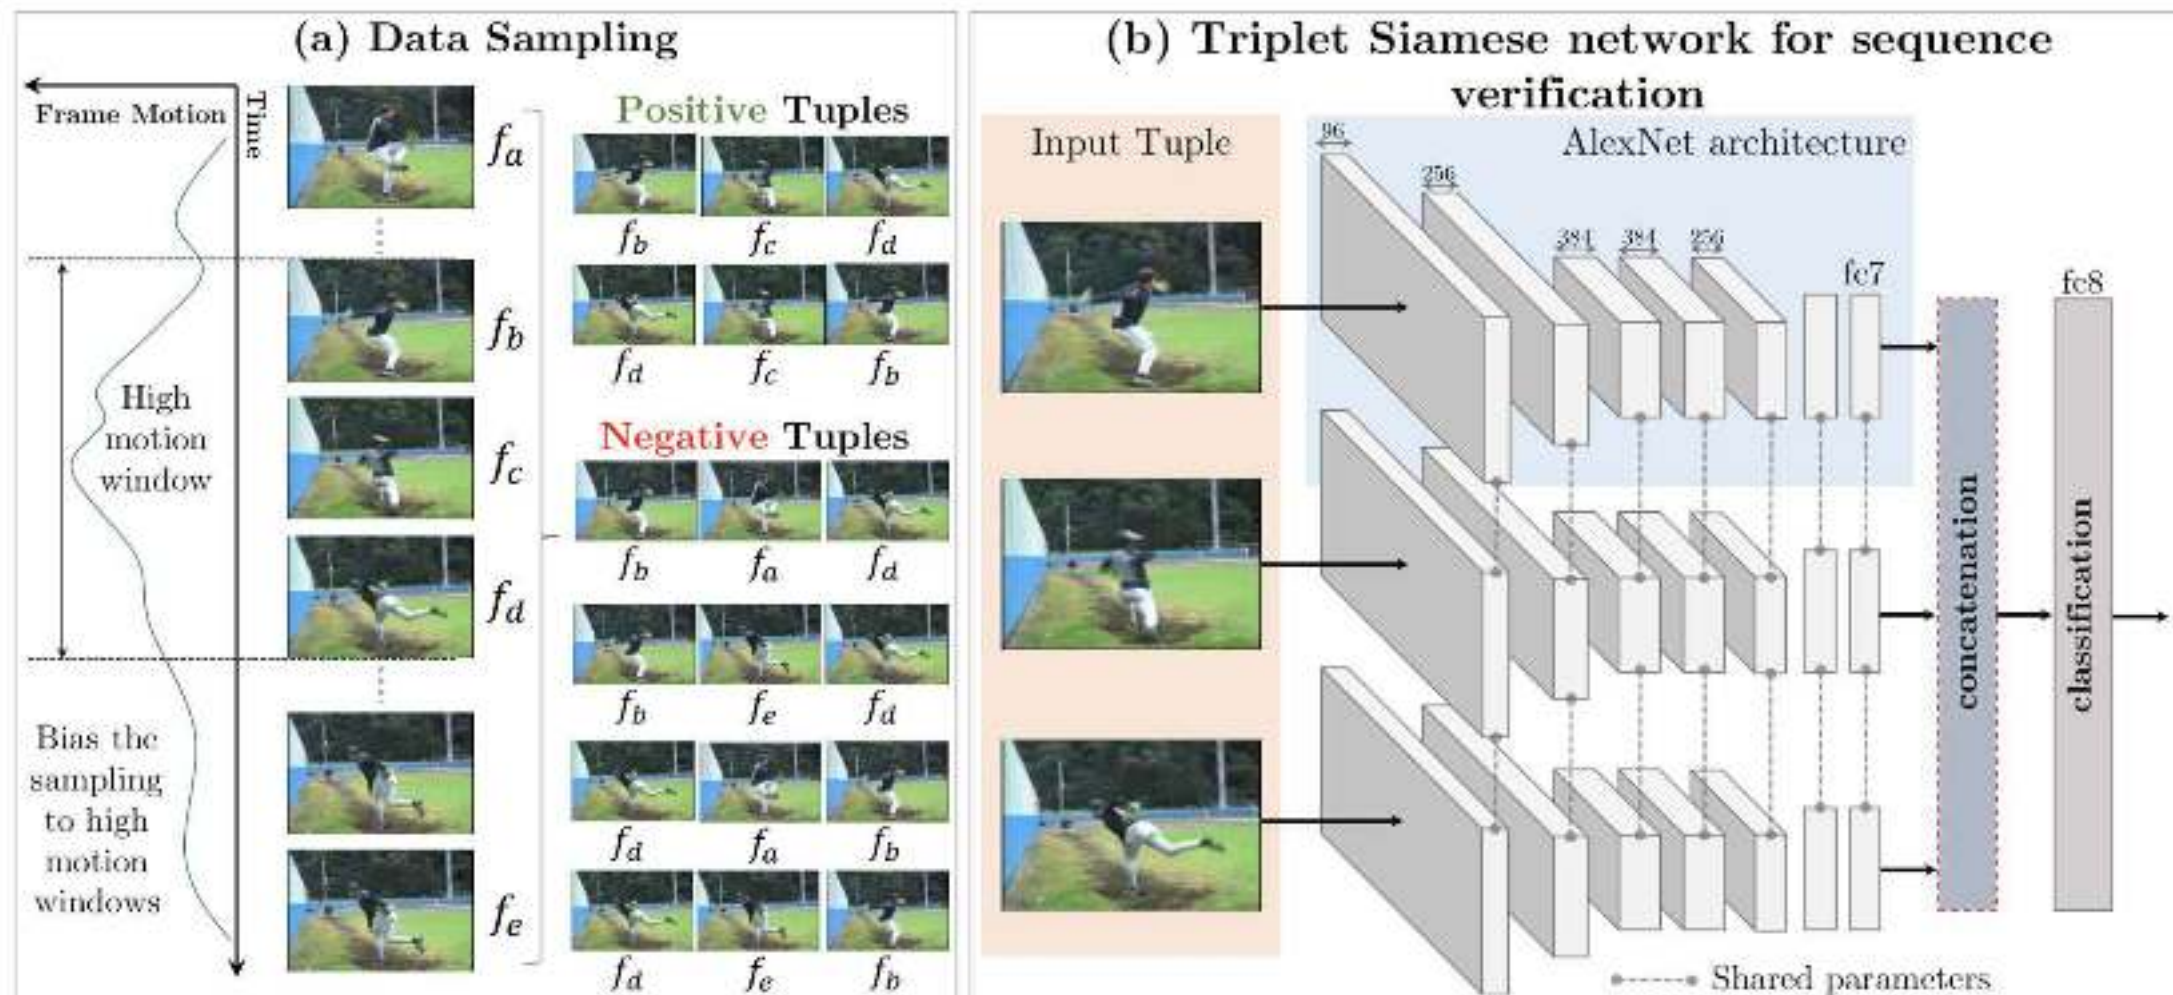 (a) Data Sampling
Frame Motion
Time
High
motion
window
Bias the
sampling
to high
motion
windows
f_a
f_b
f_c
f_d
f_e
Positive Tuples
f_b f_c f_d
f_d f_c f_b
Negative Tuples
f_b f_a f_d
f_b f_e f_d
f_d f_a f_b
f_d f_e f_b
(b) Triplet Siamese network for sequence
verification
Input Tuple
AlexNet architecture
96
256
384
384
256
fc7
fc8
concatenation
classification
Shared parameters